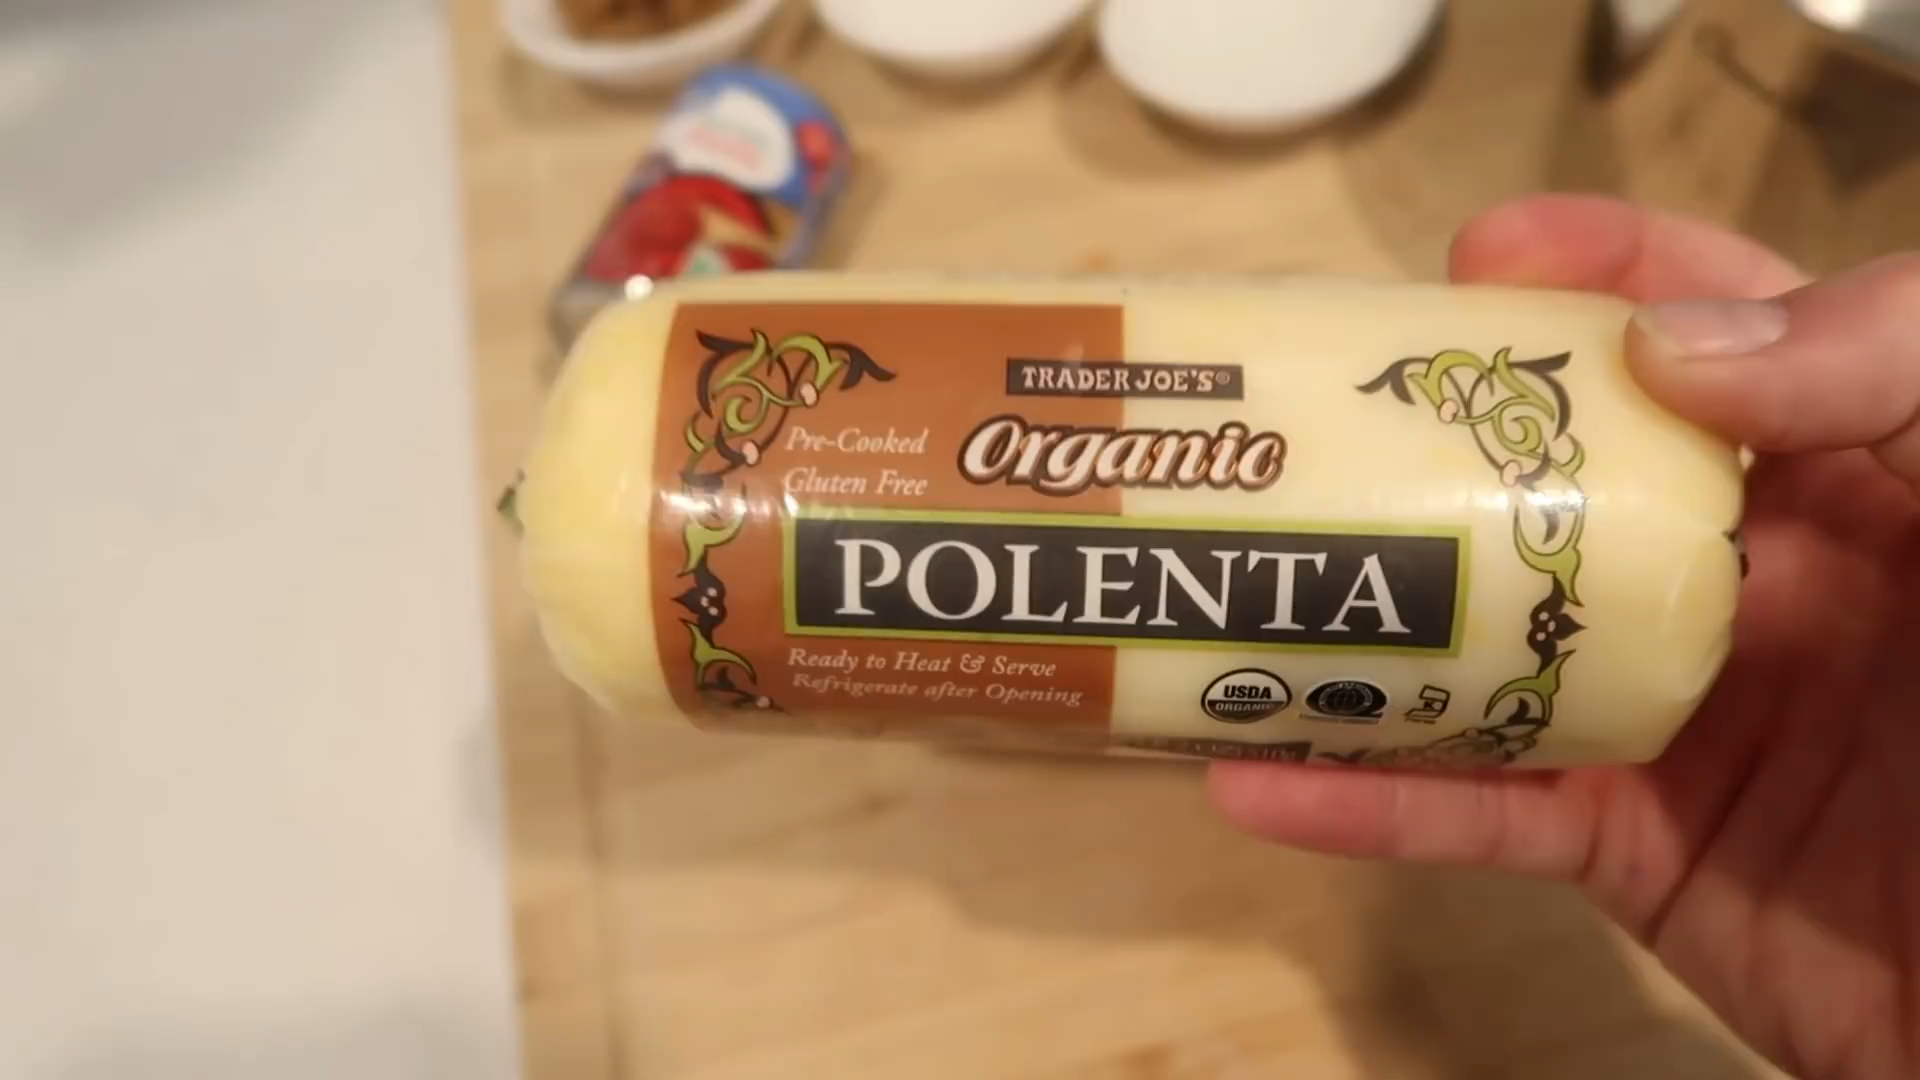 TRADER JOE'S®
Organic
Pre-Cooked
Gluten Free
POLENTA
Ready to Heat & Serve
Refrigerate after Opening
USDA
ORGANIC
K